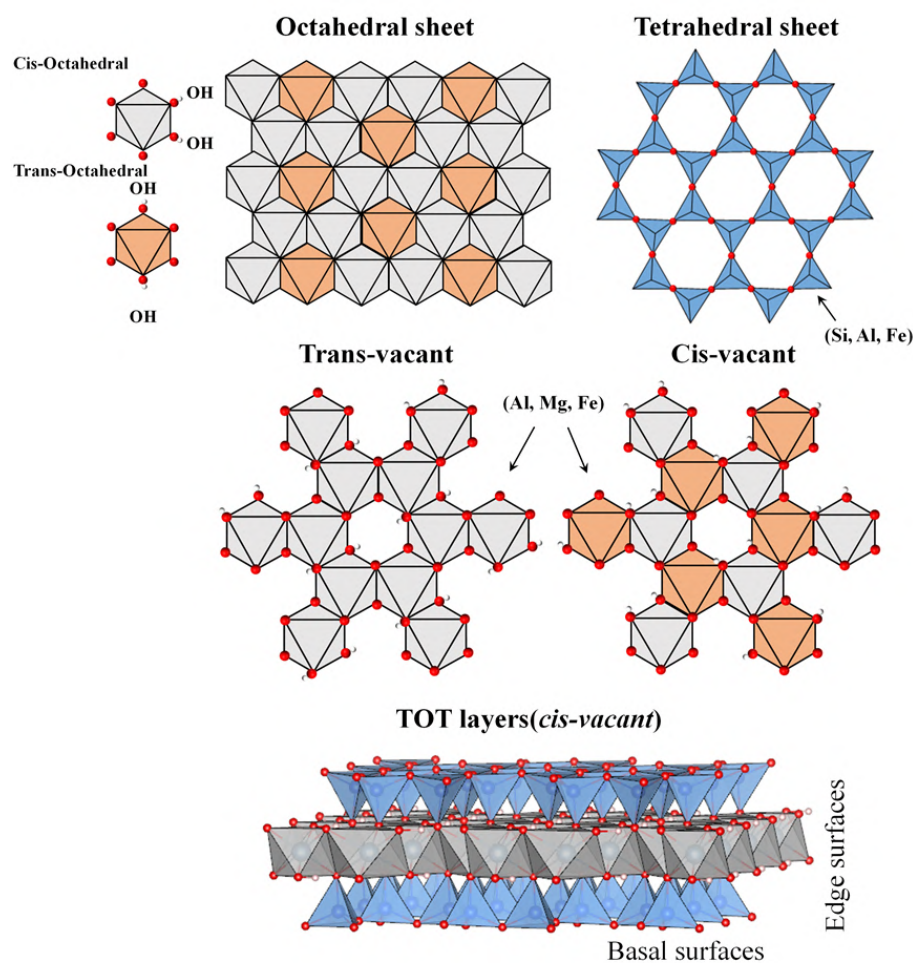 Octahedral sheet
Tetrahedral sheet
Cis-Octahedral
OH
OH
Trans-Octahedral
OH
OH
(Si, Al, Fe)
Trans-vacant
Cis-vacant
(Al, Mg, Fe)
TOT layers(cis-vacant)
Edge surfaces
Basal surfaces